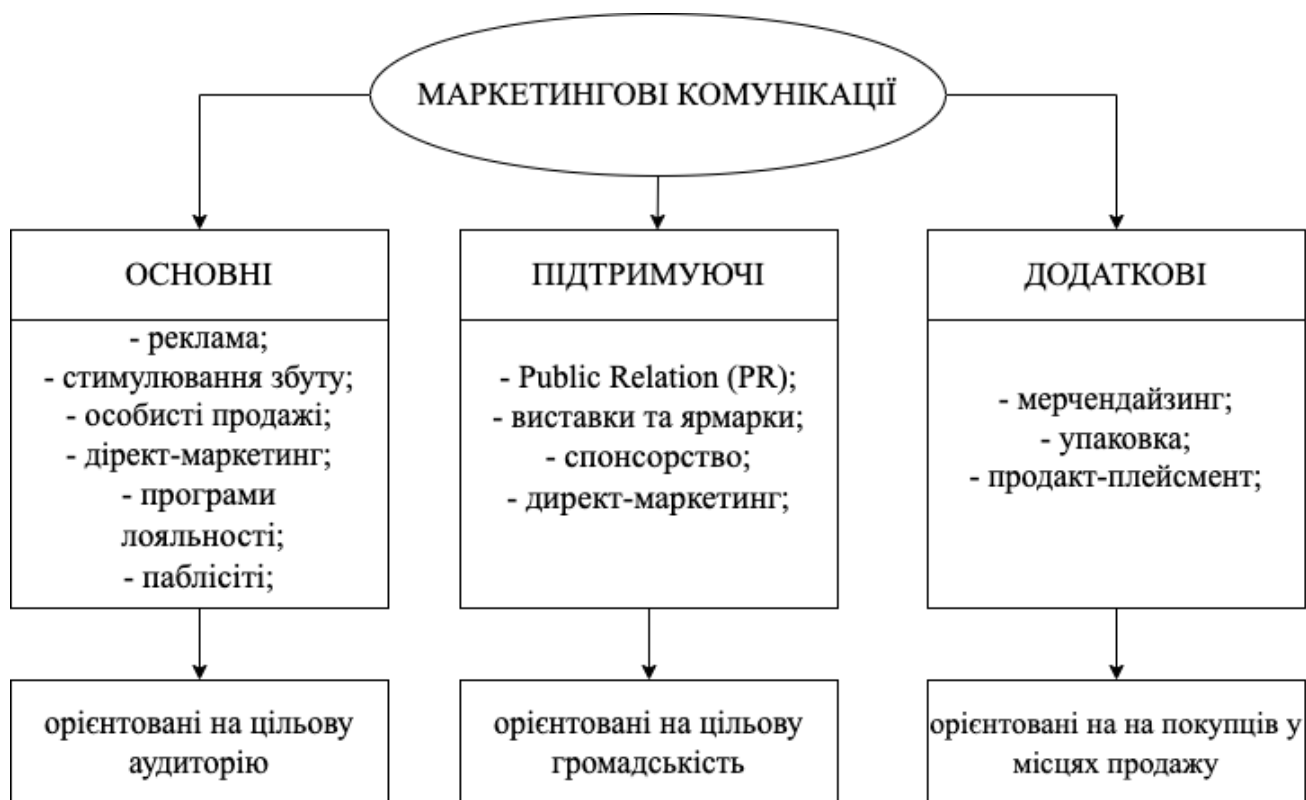 МАРКЕТИНГОВІ КОМУНІКАЦІЇ
ОСНОВНІ
- реклама;
- стимулювання збуту;
- особисті продажі;
- дірект-маркетинг;
- програми
лояльності;
- паблісіті;
орієнтовані на цільову
аудиторію
ПІДТРИМУЮЧІ
- Public Relation (PR);
- виставки та ярмарки;
- спонсорство;
- директ-маркетинг;
орієнтовані на цільову
громадськість
ДОДАТКОВІ
- мерчендайзинг;
- упаковка;
- продакт-плейсмент;
орієнтовані на на покупців у
місцях продажу